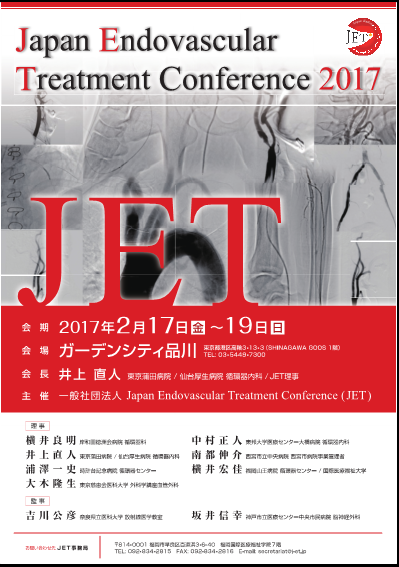 Japan Endovascular
Treatment Conference 2017
JET
JET
会期 2017年2月17日金～19日日
会場 ガーデンシティ品川 東京都港区高輪3-13-3 (SHINAGAWA GOOS 1階)
TEL: 03-5449-7300
会長 井上 直人 東京蒲田病院 / 仙台厚生病院 循環器内科 / JET理事
主催 一般社団法人 Japan Endovascular Treatment Conference (JET)
理事
横井良明 岸和田徳洲会病院 循環器科
中村正人 東邦大学医療センター大橋病院 循環器内科
井上直人 東京蒲田病院 / 仙台厚生病院 循環器内科
南都伸介 西宮市立中央病院 西宮市病院事業管理者
浦澤一史 時計台記念病院 循環器センター
横井宏佳 福岡山王病院 循環器センター / 国際医療福祉大学
大木隆生 東京慈恵会医科大学 外科学講座血管外科
監事
吉川公彦 奈良県立医科大学 放射線医学教室
坂井信幸 神戸市立医療センター中央市民病院 脳神経外科
お問い合わせ先 JET事務局
〒814-0001 福岡市早良区百道浜3-6-40 福岡国際医療福祉学院7階
TEL: 092-834-2815 FAX: 092-834-2816 E-mail: secretariat@j-et.jp